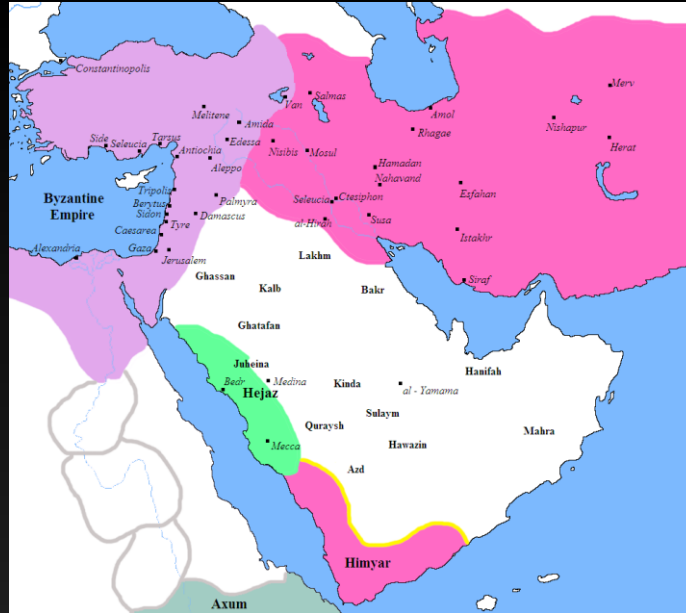 Constantinopolis
Merv
Salmas
Van
Amol
Melitene
Nishapur
Amida
Rhagae
Herat
Side
Seleucia
Tarsus
Edessa
Nisibis
Mosul
Antiochia
Aleppo
Hamadan
Nahavand
Esfahan
Tripolis
Berytus
Sidon
Palmyra
Seleucia
Ctesiphon
Byzantine
Empire
Tyre
Damascus
al-Hirah
Susa
Caesarea
Istakhr
Alexandria
Gaza
Jerusalem
Lakhm
Ghassan
Kalb
Bakr
Siraf
Ghatafan
Juheina
Hanifah
Bedr
Medina
Hejaz
Kinda
al - Yamama
Sulaym
Quraysh
Mahra
Mecca
Hawazin
Azd
Himyar
Axum